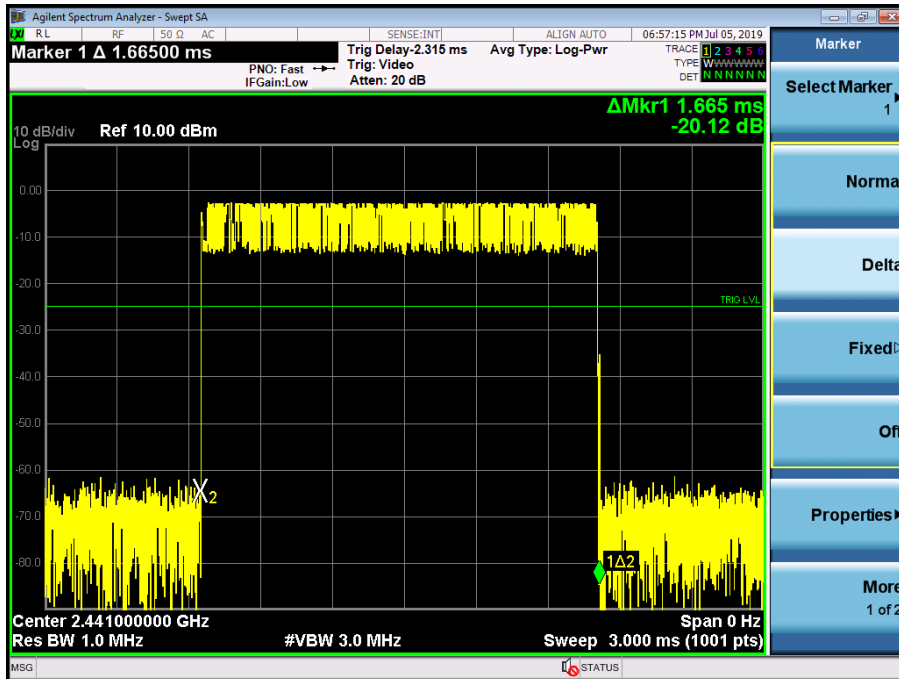 Agilent Spectrum Analyzer - Swept SA
LXI RL RF 50 Ω AC SENSE:INT ALIGN AUTO 06:57:15 PM Jul 05, 2019
Marker 1 Δ 1.66500 ms
PNO: Fast
IFGain:Low
Trig Delay-2.315 ms
Trig: Video
Atten: 20 dB
Avg Type: Log-Pwr
TRACE 1 2 3 4 5 6
TYPE WWWWWW
DET N N N N N N
ΔMkr1 1.665 ms
-20.12 dB
10 dB/div Ref 10.00 dBm
Log
0.00
-10.0
-20.0
TRIG LVL
-30.0
-40.0
-50.0
-60.0
2
-70.0
-80.0
1Δ2
Center 2.441000000 GHz Span 0 Hz
Res BW 1.0 MHz #VBW 3.0 MHz Sweep 3.000 ms (1001 pts)
MSG STATUS
Marker
Select Marker
1
Norma
Delta
Fixed
Off
Properties
More
1 of 2